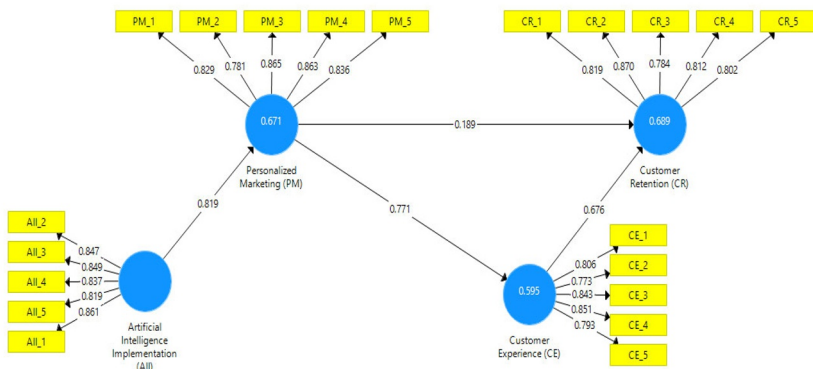 PM_1
PM_2
PM_3
PM_4
PM_5
0.829
0.781
0.865
0.863
0.836
CR_1
CR_2
CR_3
CR_4
CR_5
0.819
0.870
0.784
0.812
0.802
0.671
0.189
0.689
Personalized
Marketing (PM)
Customer
Retention (CR)
0.819
0.771
0.676
AII_2
AII_3
AII_4
AII_5
AII_1
0.847
0.849
0.837
0.819
0.861
Artificial
Intelligence
Implementation
(AII)
0.595
Customer
Experience (CE)
0.806
0.773
0.843
0.851
0.793
CE_1
CE_2
CE_3
CE_4
CE_5